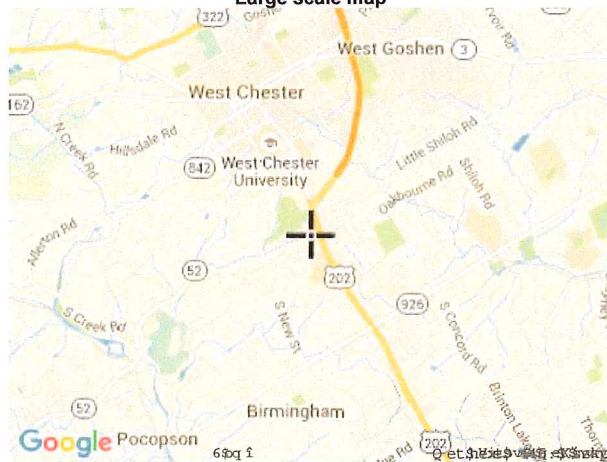 Large scale map
322
West Goshen
3
West Chester
162
N Creek Rd
Hillsdale Rd
Little Shiloh Rd
842
West Chester
University
Oakbourne Rd
Shiloh Rd
Allerton Rd
52
202
926
S Creek Rd
S New St
S Concord Rd
52
Birmingham
Google
Pocopson
202